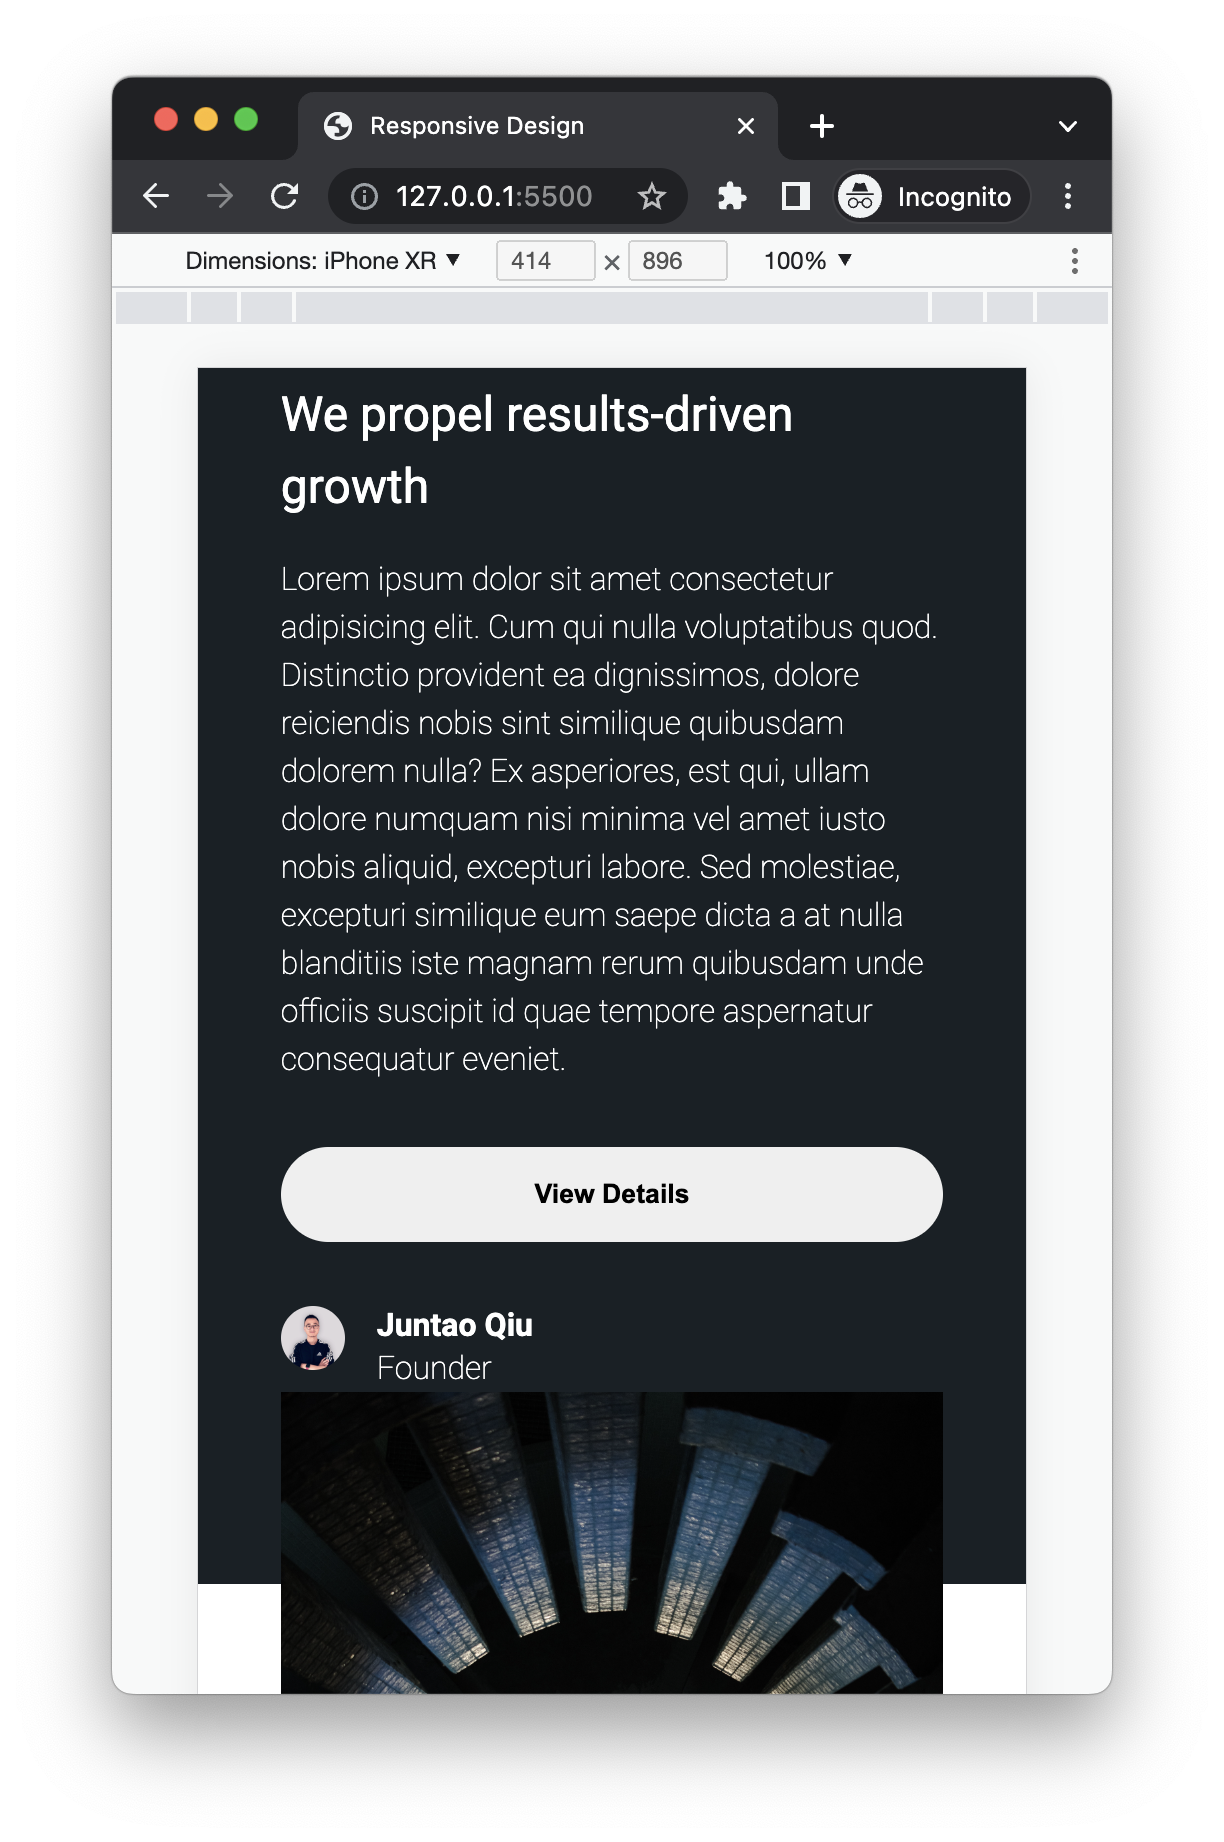 Responsive Design
127.0.0.1:5500
Incognito
Dimensions: iPhone XR
414 × 896
100%
We propel results-driven
growth
Lorem ipsum dolor sit amet consectetur
adipisicing elit. Cum qui nulla voluptatibus quod.
Distinctio provident ea dignissimos, dolore
reiciendis nobis sint similique quibusdam
dolorem nulla? Ex asperiores, est qui, ullam
dolore numquam nisi minima vel amet iusto
nobis aliquid, excepturi labore. Sed molestiae,
excepturi similique eum saepe dicta a at nulla
blanditiis iste magnam rerum quibusdam unde
officiis suscipit id quae tempore aspernatur
consequatur eveniet.
View Details
Juntao Qiu
Founder